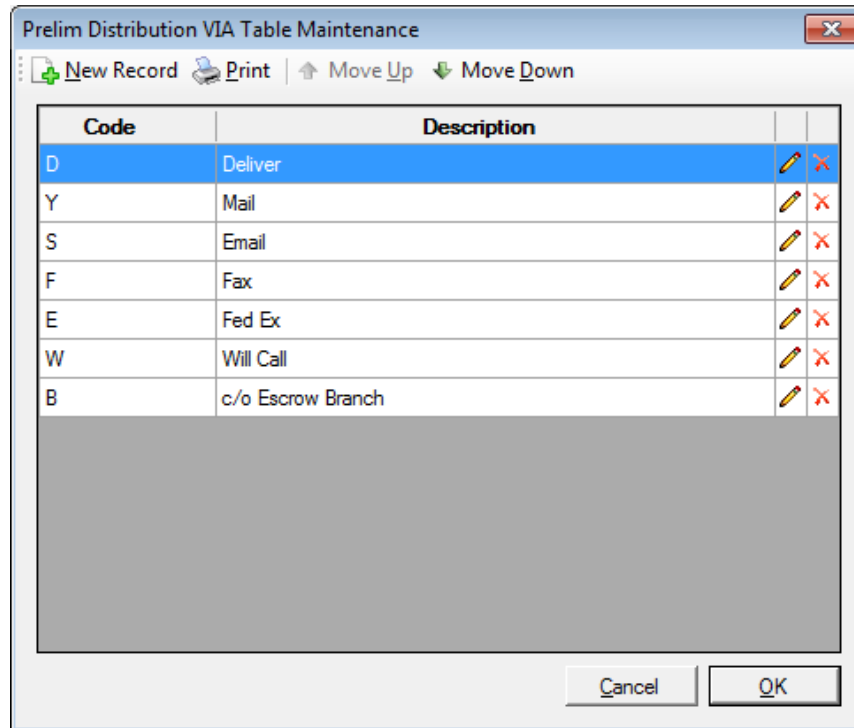 Prelim Distribution VIA Table Maintenance
New Record Print Move Up Move Down
Code Description
D Deliver
Y Mail
S Email
F Fax
E Fed Ex
W Will Call
B c/o Escrow Branch
Cancel OK